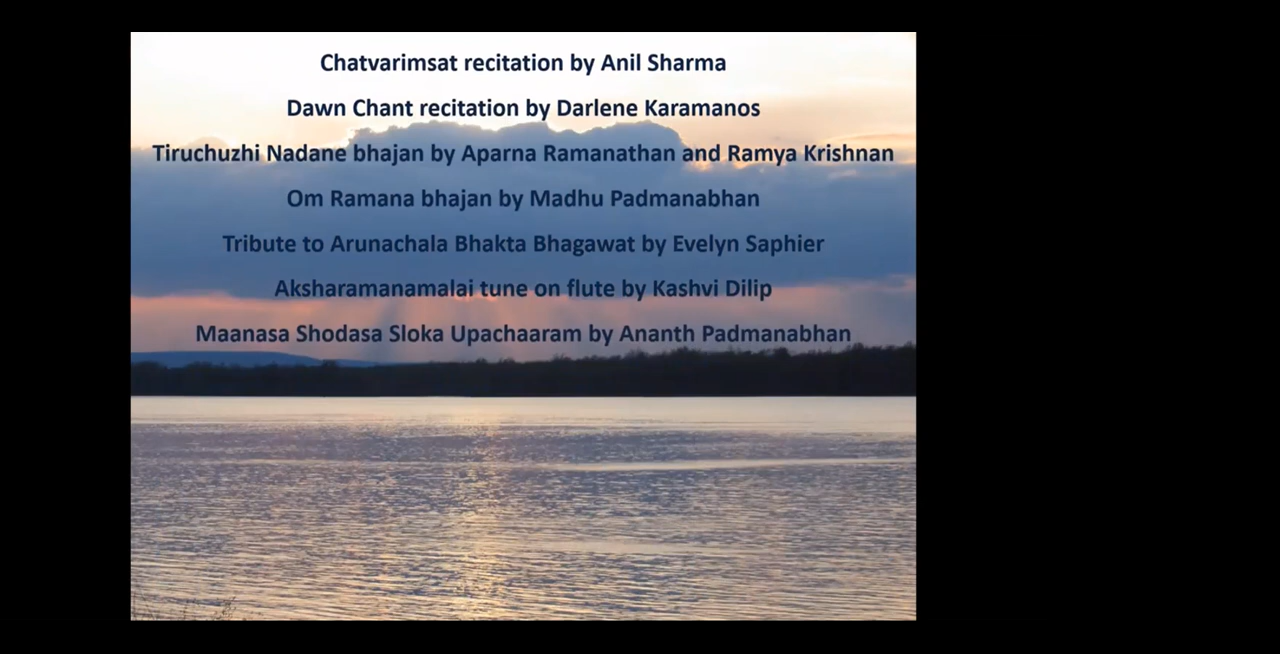 Chatvarimsat recitation by Anil Sharma
Dawn Chant recitation by Darlene Karamanos
Tiruchuzhi Nadane bhajan by Aparna Ramanathan and Ramya Krishnan
Om Ramana bhajan by Madhu Padmanabhan
Tribute to Arunachala Bhakta Bhagawat by Evelyn Saphier
Aksharamanamalai tune on flute by Kashvi Dilip
Maanasa Shodasa Sloka Upachaaram by Ananth Padmanabhan